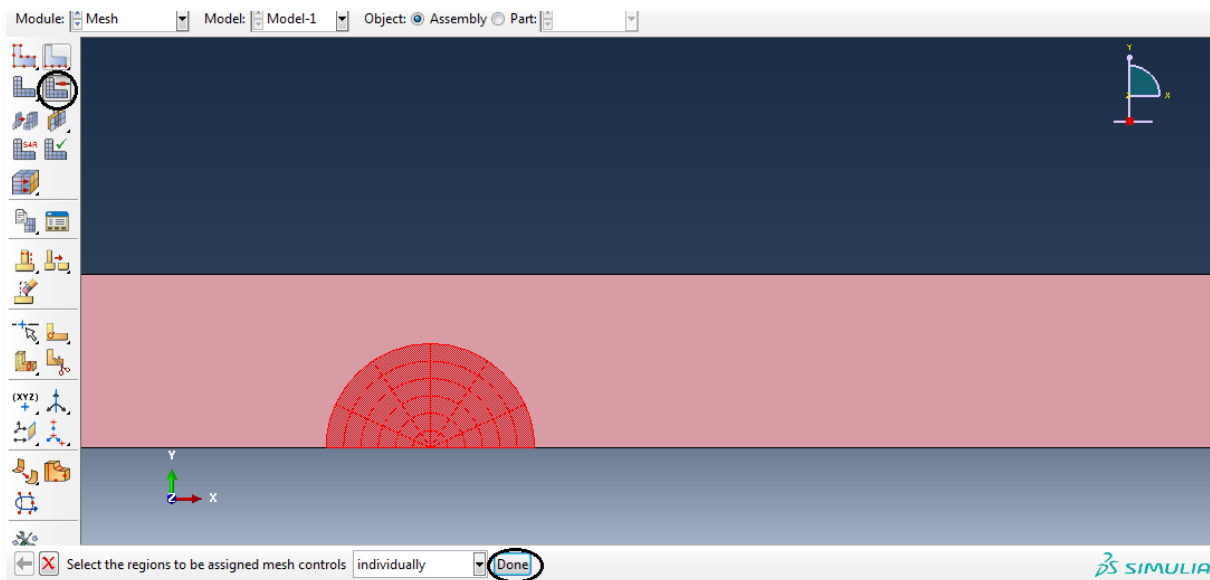 Module: Mesh Model: Model-1 Object: Assembly Part:
Y
X
S4R
(XYZ)
Y
Z X
Select the regions to be assigned mesh controls individually Done
3DS SIMULIA